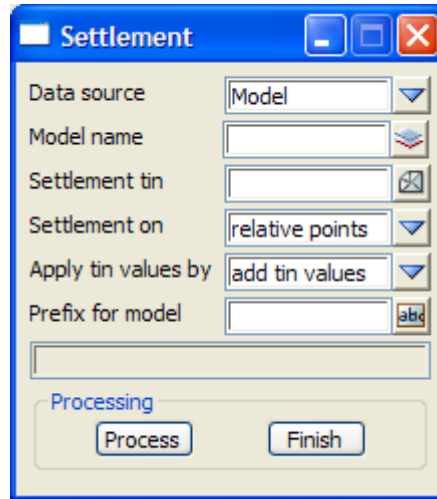 Settlement
Data source Model
Model name
Settlement tin
Settlement on relative points
Apply tin values by add tin values
Prefix for model abc
Processing
Process Finish